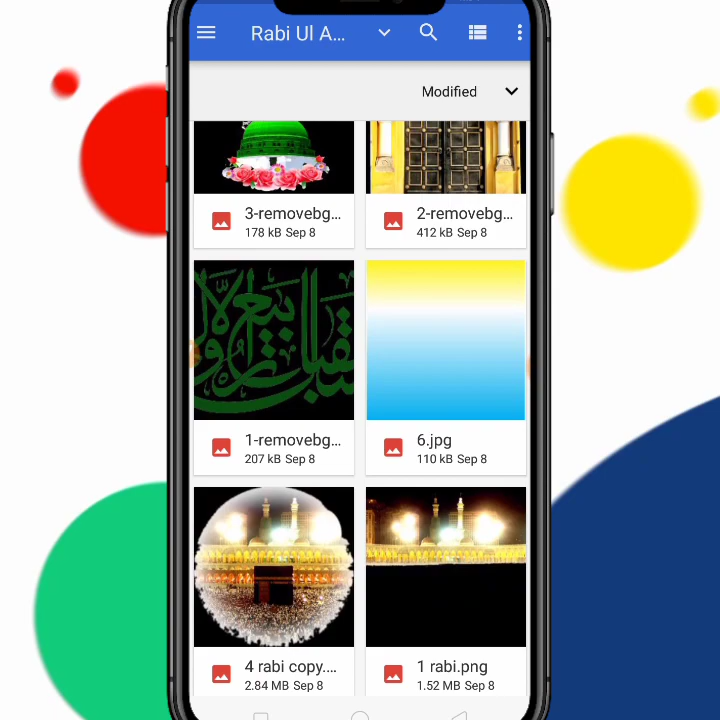 Rabi Ul A...
Modified
3-removebg...
178 kB Sep 8
2-removebg...
412 kB Sep 8
1-removebg...
207 kB Sep 8
6.jpg
110 kB Sep 8
4 rabi copy....
2.84 MB Sep 8
1 rabi.png
1.52 MB Sep 8